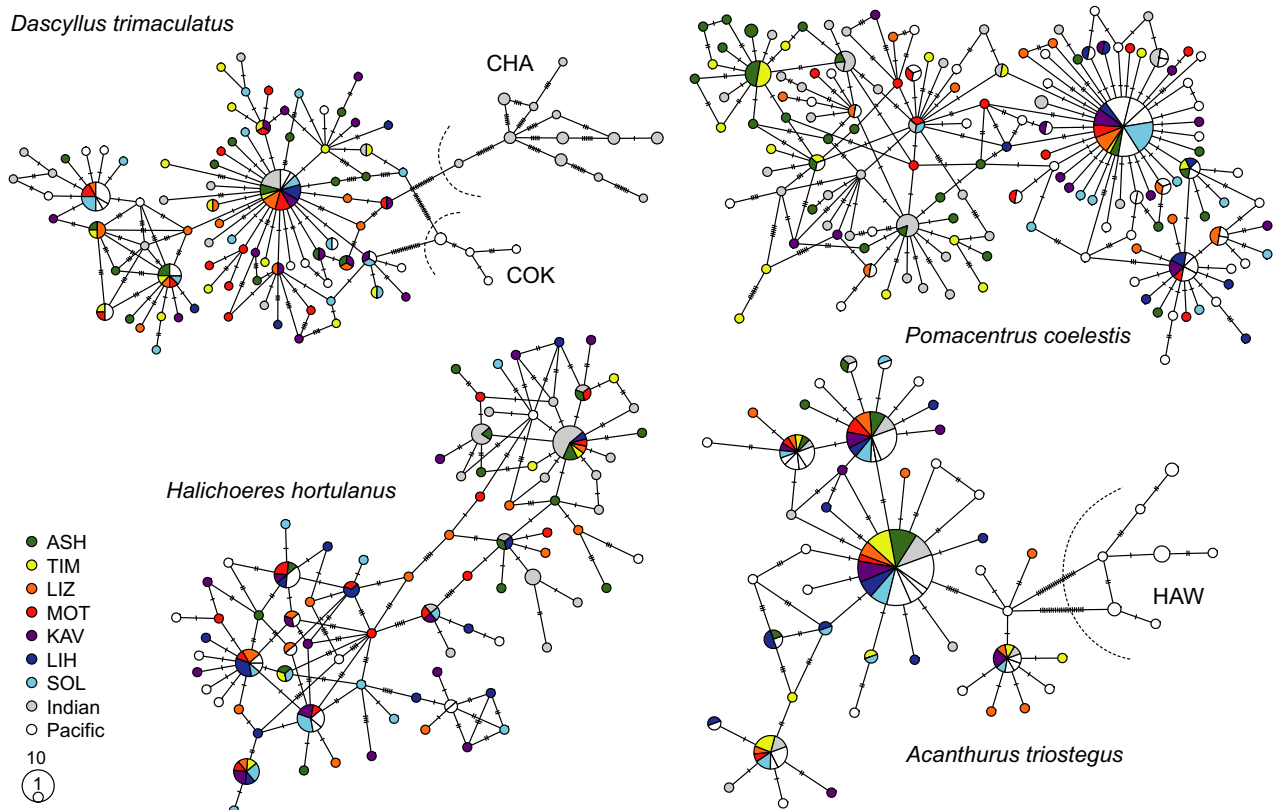 Dascyllus trimaculatus
CHA
COK
Pomacentrus coelestis
Halichoeres hortulanus
ASH
TIM
LIZ
MOT
KAV
LIH
SOL
Indian
Pacific
10
1
HAW
Acanthurus triostegus